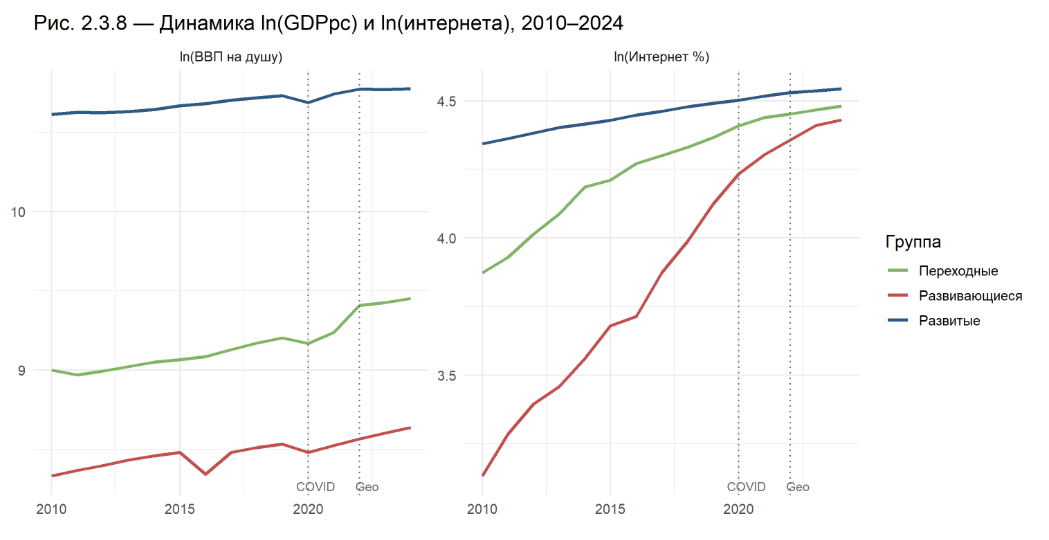 Рис. 2.3.8 — Динамика ln(GDPpc) и ln(интернета), 2010–2024
ln(ВВП на душу)
ln(Интернет %)
10
9
4.5
4.0
3.5
COVID
Geo
COVID
Geo
2010
2015
2020
2010
2015
2020
Группа
Переходные
Развивающиеся
Развитые